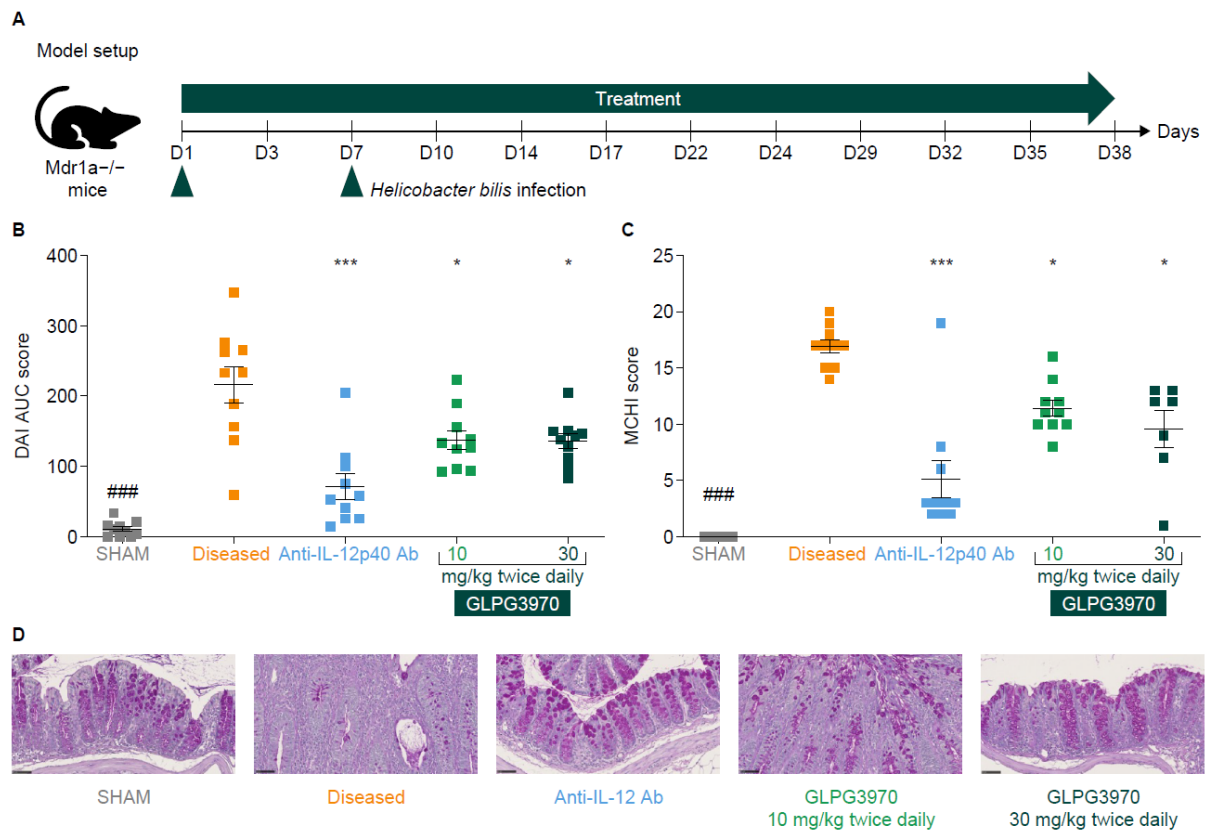 A
Model setup
Treatment
Days
D1 D3 D7 D10 D14 D17 D22 D24 D29 D32 D35 D38
Mdr1a−/−
mice
Helicobacter bilis infection
B
DAI AUC score
400
300
200
100
0
###
***
*
*
SHAM
Diseased
Anti-IL-12p40 Ab
10
30
mg/kg twice daily
GLPG3970
C
MCHI score
25
20
15
10
5
0
###
***
*
*
SHAM
Diseased
Anti-IL-12p40 Ab
10
30
mg/kg twice daily
GLPG3970
D
SHAM
Diseased
Anti-IL-12 Ab
GLPG3970
10 mg/kg twice daily
GLPG3970
30 mg/kg twice daily